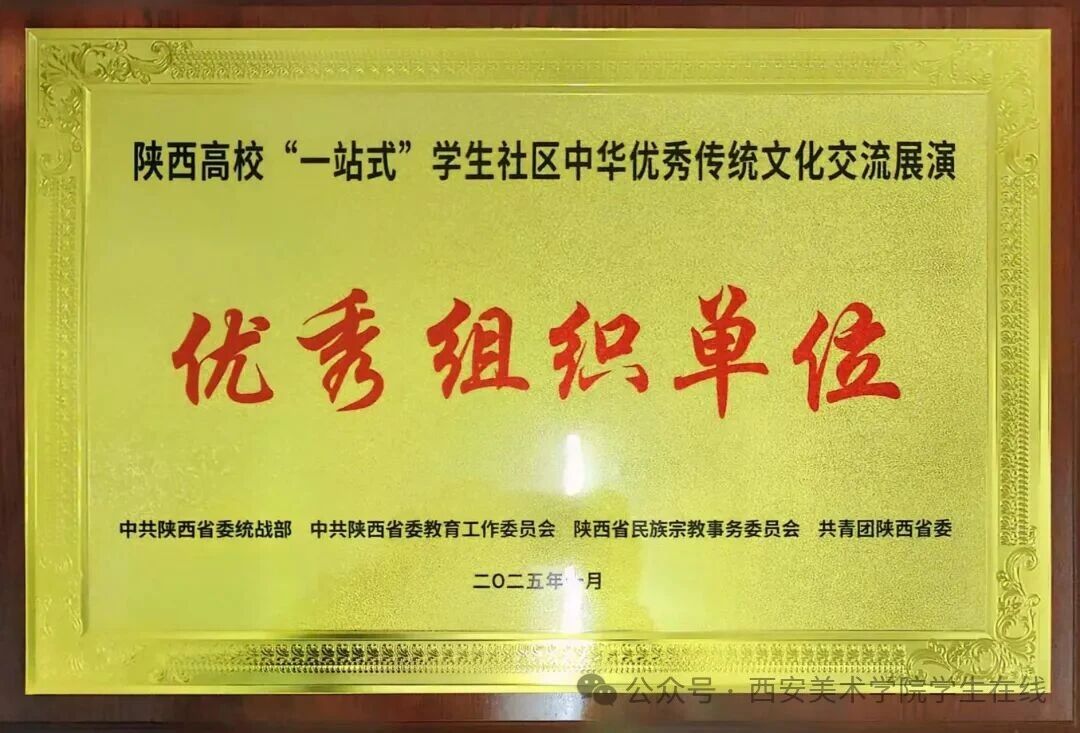 陕西高校“一站式”学生社区中华优秀传统文化交流展演
优秀组织单位
中共陕西省委统战部 中共陕西省委教育工作委员会 陕西省民族宗教事务委员会 共青团陕西省委
二〇二五年一月
公众号·西安美术学院学生在线